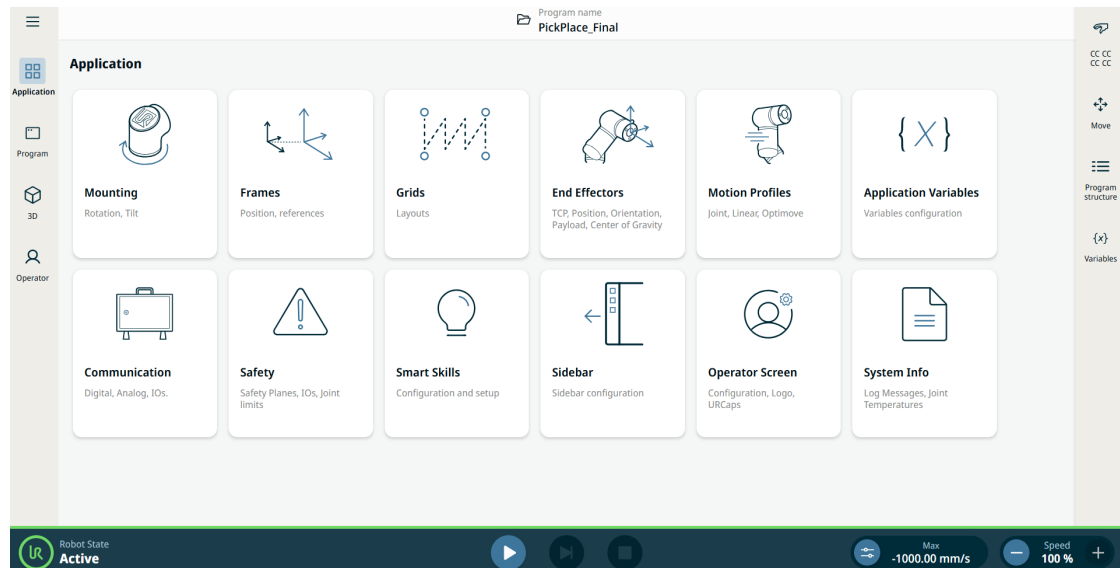 Program name
PickPlace_Final
Application
Application
Program
3D
Operator
Mounting
Rotation, Tilt
Frames
Position, references
Grids
Layouts
End Effectors
TCP, Position, Orientation,
Payload, Center of Gravity
Motion Profiles
Joint, Linear, Optimove
{X}
Application Variables
Variables configuration
Communication
Digital, Analog, IOs.
Safety
Safety Planes, IOs, Joint
limits
Smart Skills
Configuration and setup
Sidebar
Sidebar configuration
Operator Screen
Configuration, Logo,
URCaps
System Info
Log Messages, Joint
Temperatures
CC CC
CC CC
Move
Program
structure
{x}
Variables
UR
Robot State
Active
Max
-1000.00 mm/s
Speed
100 %